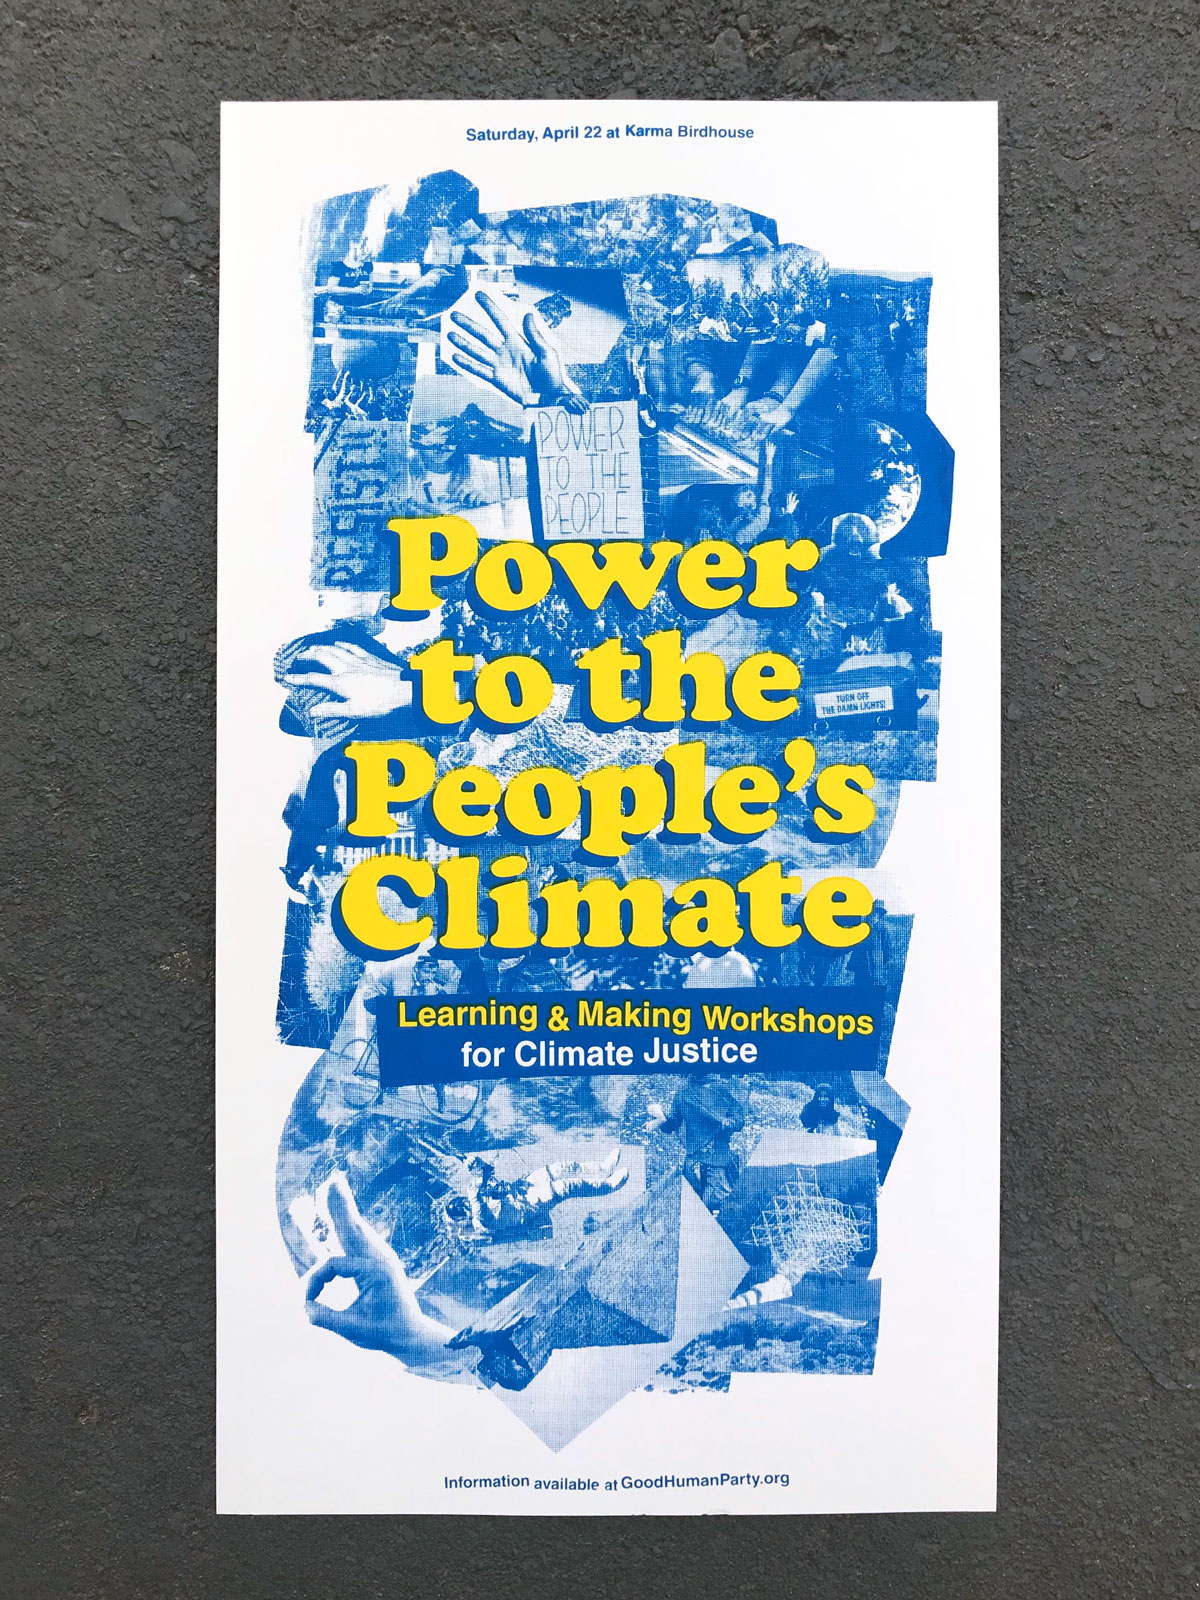 Saturday, April 22 at Karma Birdhouse
POWER
TO THE
PEOPLE
RESIST
Power
to the
TURN OFF
THE DAMN LIGHTS!
People's
Climate
Learning & Making Workshops
for Climate Justice
Information available at GoodHumanParty.org